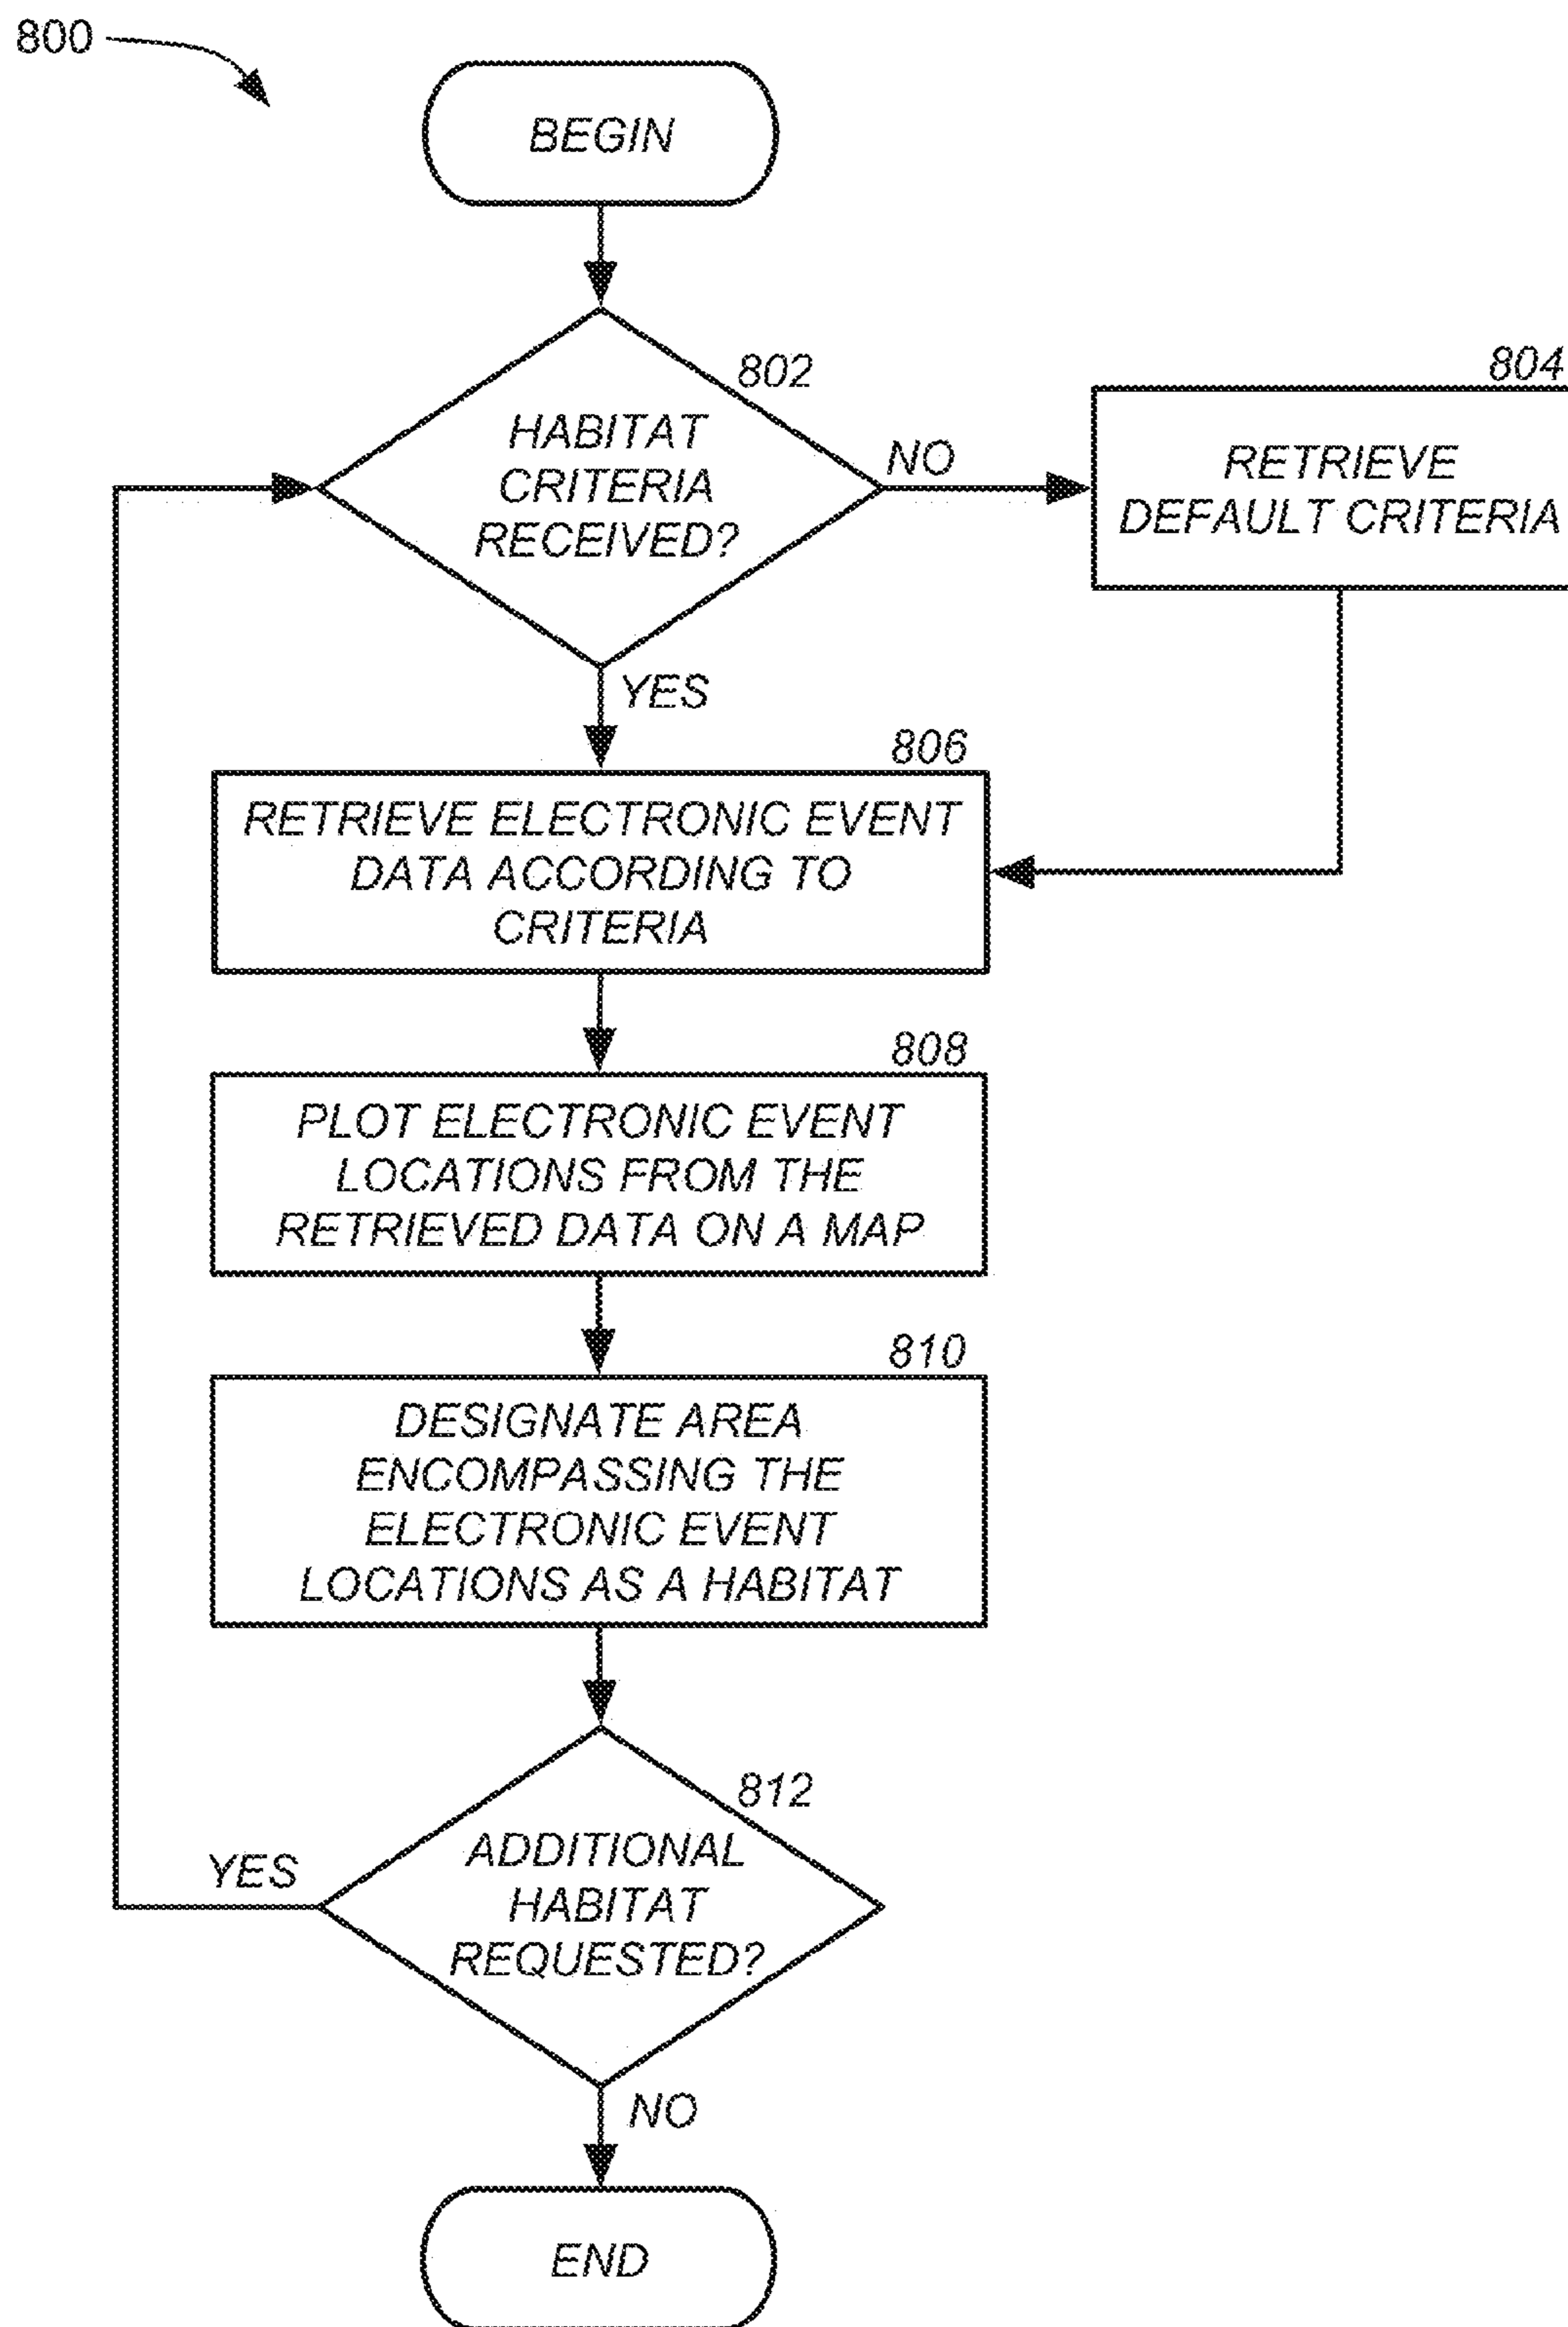 800
BEGIN
802
HABITAT
CRITERIA
RECEIVED?
NO
804
RETRIEVE
DEFAULT CRITERIA
YES
806
RETRIEVE ELECTRONIC EVENT
DATA ACCORDING TO
CRITERIA
808
PLOT ELECTRONIC EVENT
LOCATIONS FROM THE
RETRIEVED DATA ON A MAP
810
DESIGNATE AREA
ENCOMPASSING THE
ELECTRONIC EVENT
LOCATIONS AS A HABITAT
812
ADDITIONAL
HABITAT
REQUESTED?
YES
NO
END